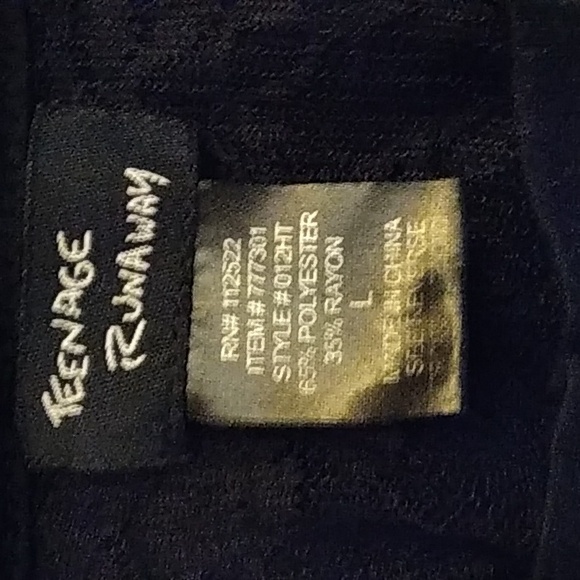 TEENAGE
RUNAWAY
RN# 112522
ITEM# 777301
STYLE# 012HT
65% POLYESTER
35% RAYON
L
MADE IN CHINA
SEE REVERSE